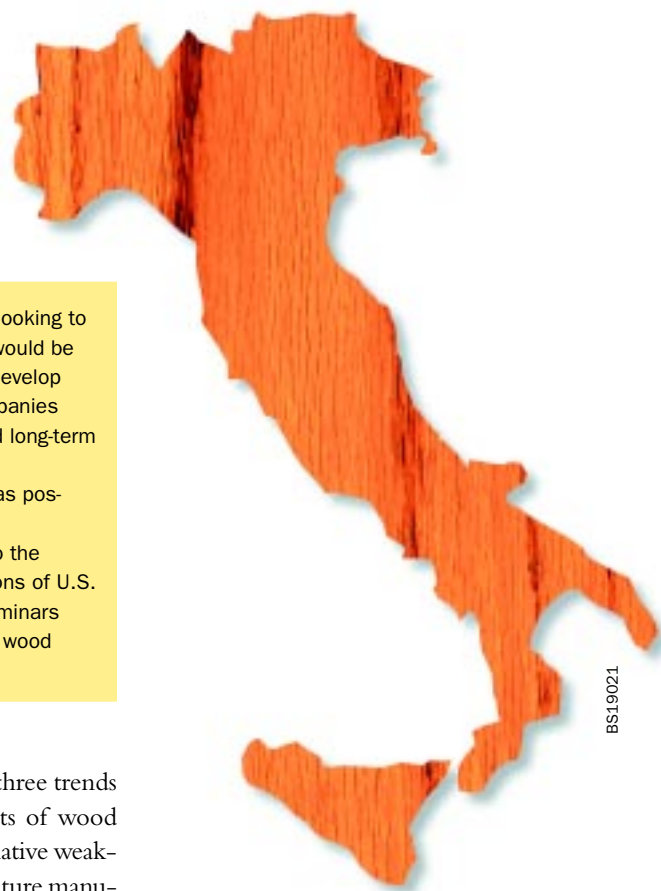 ooking to
would be
evelop
panies
d long-term
as pos-
o the
ons of U.S.
minars
wood
BS19021
three trends
ts of wood
ative weak-
ture manu-